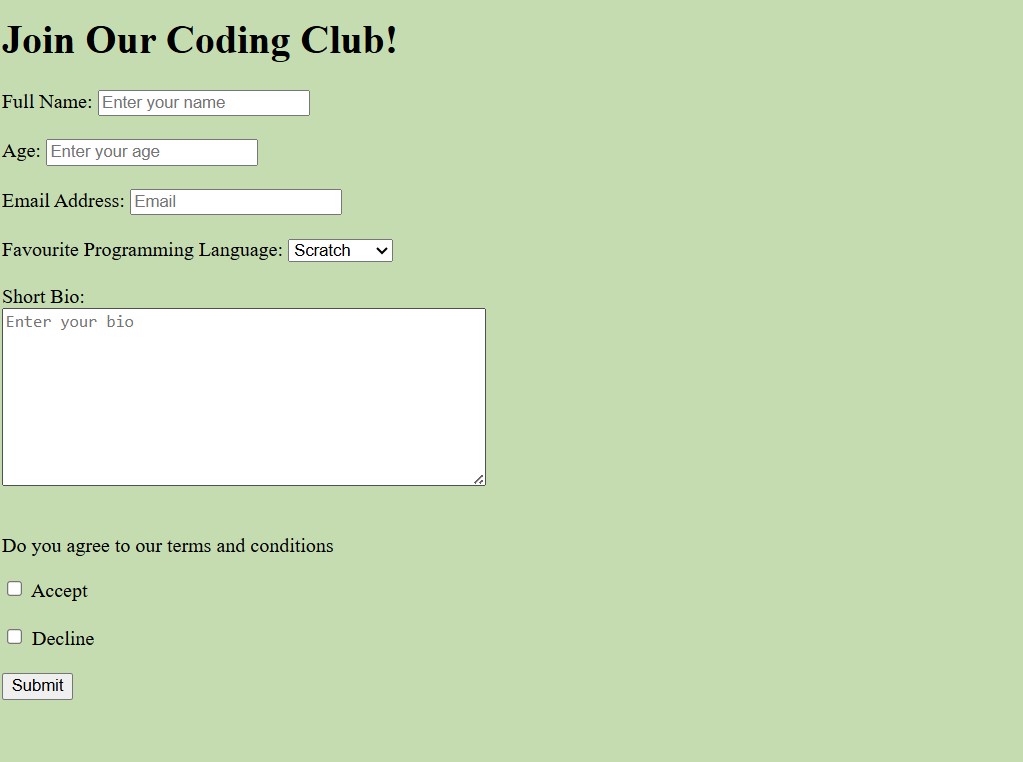 Join Our Coding Club!
Full Name: Enter your name
Age: Enter your age
Email Address: Email
Favourite Programming Language: Scratch
Short Bio:
Enter your bio
Do you agree to our terms and conditions
Accept
Decline
Submit